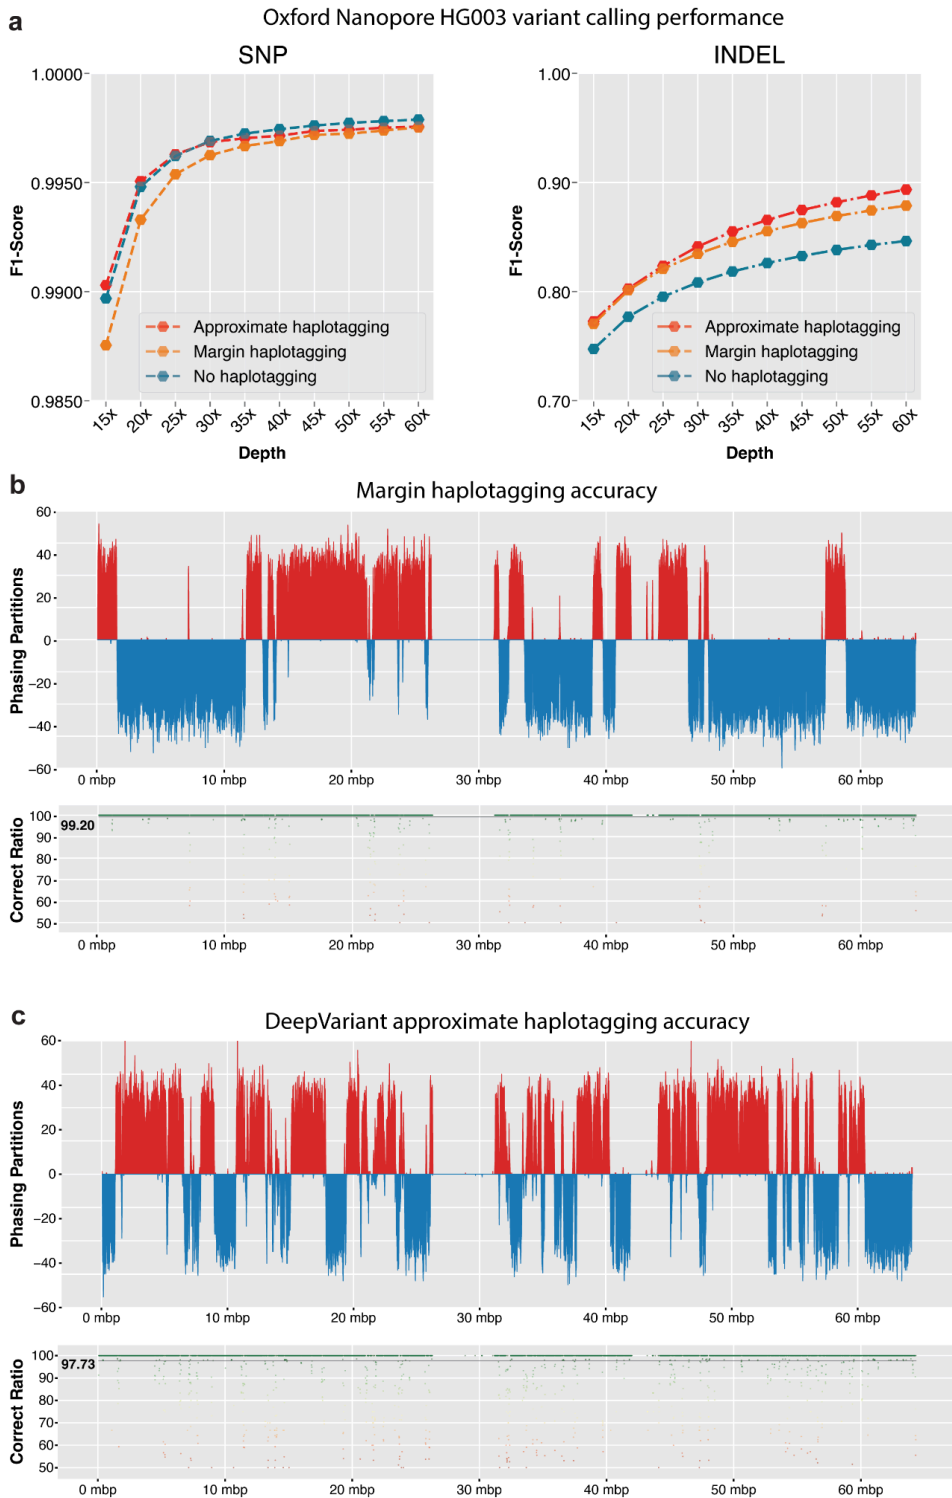 a
Oxford Nanopore HG003 variant calling performance
SNP
INDEL
1.0000
0.9950
0.9900
0.9850
F1-Score
Approximate haplotagging
Margin haplotagging
No haplotagging
15x 20x 25x 30x 35x 40x 45x 50x 55x 60x
Depth
1.00
0.90
0.80
0.70
F1-Score
Approximate haplotagging
Margin haplotagging
No haplotagging
15x 20x 25x 30x 35x 40x 45x 50x 55x 60x
Depth
b
Margin haplotagging accuracy
60
40
20
0
−20
−40
−60
Phasing Partitions
0 mbp 10 mbp 20 mbp 30 mbp 40 mbp 50 mbp 60 mbp
100
99.20
90
80
70
60
50
Correct Ratio
0 mbp 10 mbp 20 mbp 30 mbp 40 mbp 50 mbp 60 mbp
c
DeepVariant approximate haplotagging accuracy
60
40
20
0
−20
−40
−60
Phasing Partitions
0 mbp 10 mbp 20 mbp 30 mbp 40 mbp 50 mbp 60 mbp
100
97.73
90
80
70
60
50
Correct Ratio
0 mbp 10 mbp 20 mbp 30 mbp 40 mbp 50 mbp 60 mbp